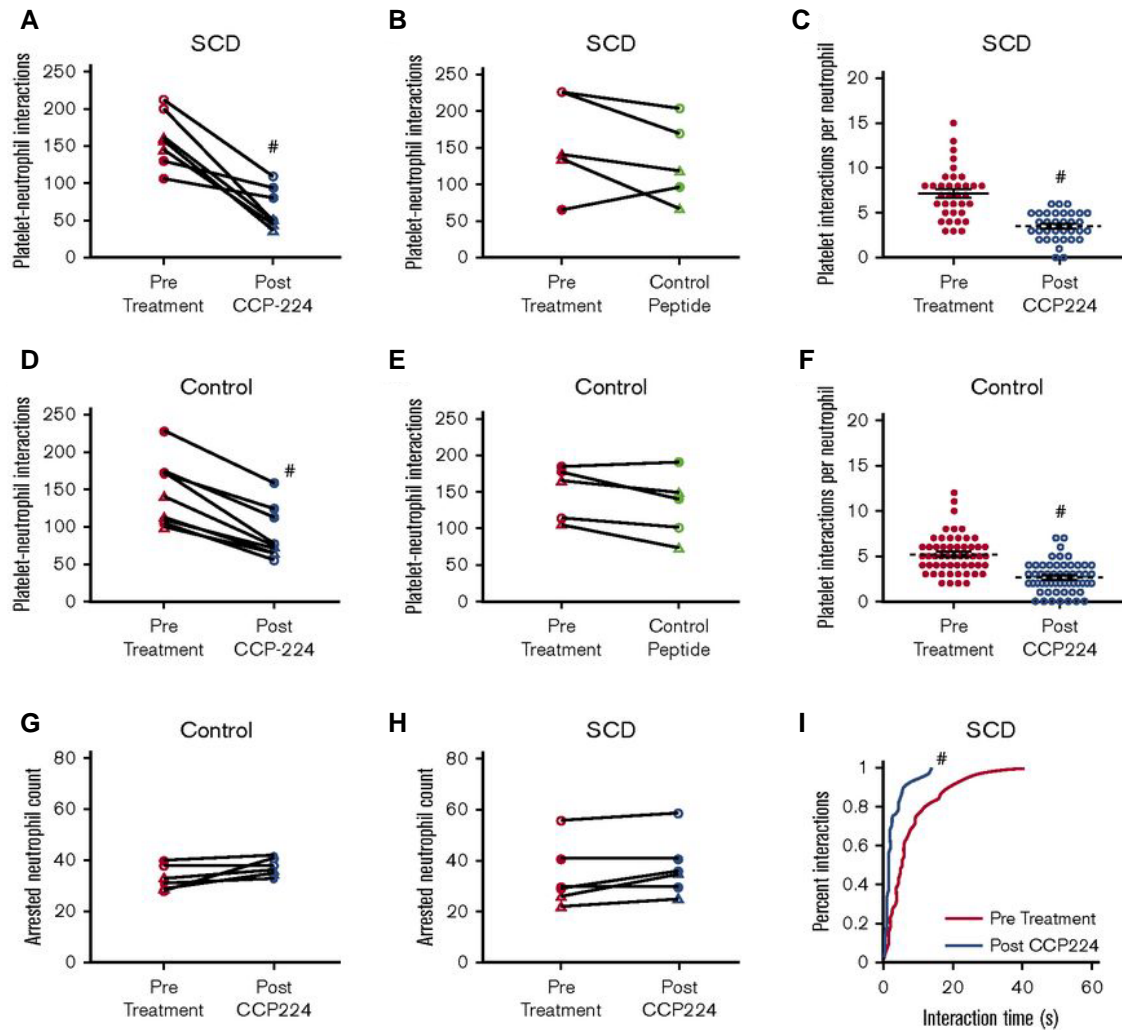 A
SCD
Platelet-neutrophil interactions
250
200
150
100
50
0
#
Pre
Treatment
Post
CCP-224
B
SCD
Platelet-neutrophil interactions
250
200
150
100
50
0
Pre
Treatment
Control
Peptide
C
SCD
Platelet interactions per neutrophil
20
15
10
5
0
#
Pre
Treatment
Post
CCP224
D
Control
Platelet-neutrophil interactions
250
200
150
100
50
0
#
Pre
Treatment
Post
CCP-224
E
Control
Platelet-neutrophil interactions
250
200
150
100
50
0
Pre
Treatment
Control
Peptide
F
Control
Platelet interactions per neutrophil
20
15
10
5
0
#
Pre
Treatment
Post
CCP224
G
Control
Arrested neutrophil count
80
60
40
20
0
Pre
Treatment
Post
CCP224
H
SCD
Arrested neutrophil count
80
60
40
20
0
Pre
Treatment
Post
CCP224
I
SCD
Percent interactions
1
0.8
0.6
0.4
0.2
0
#
Pre Treatment
Post CCP224
0 20 40 60
Interaction time (s)